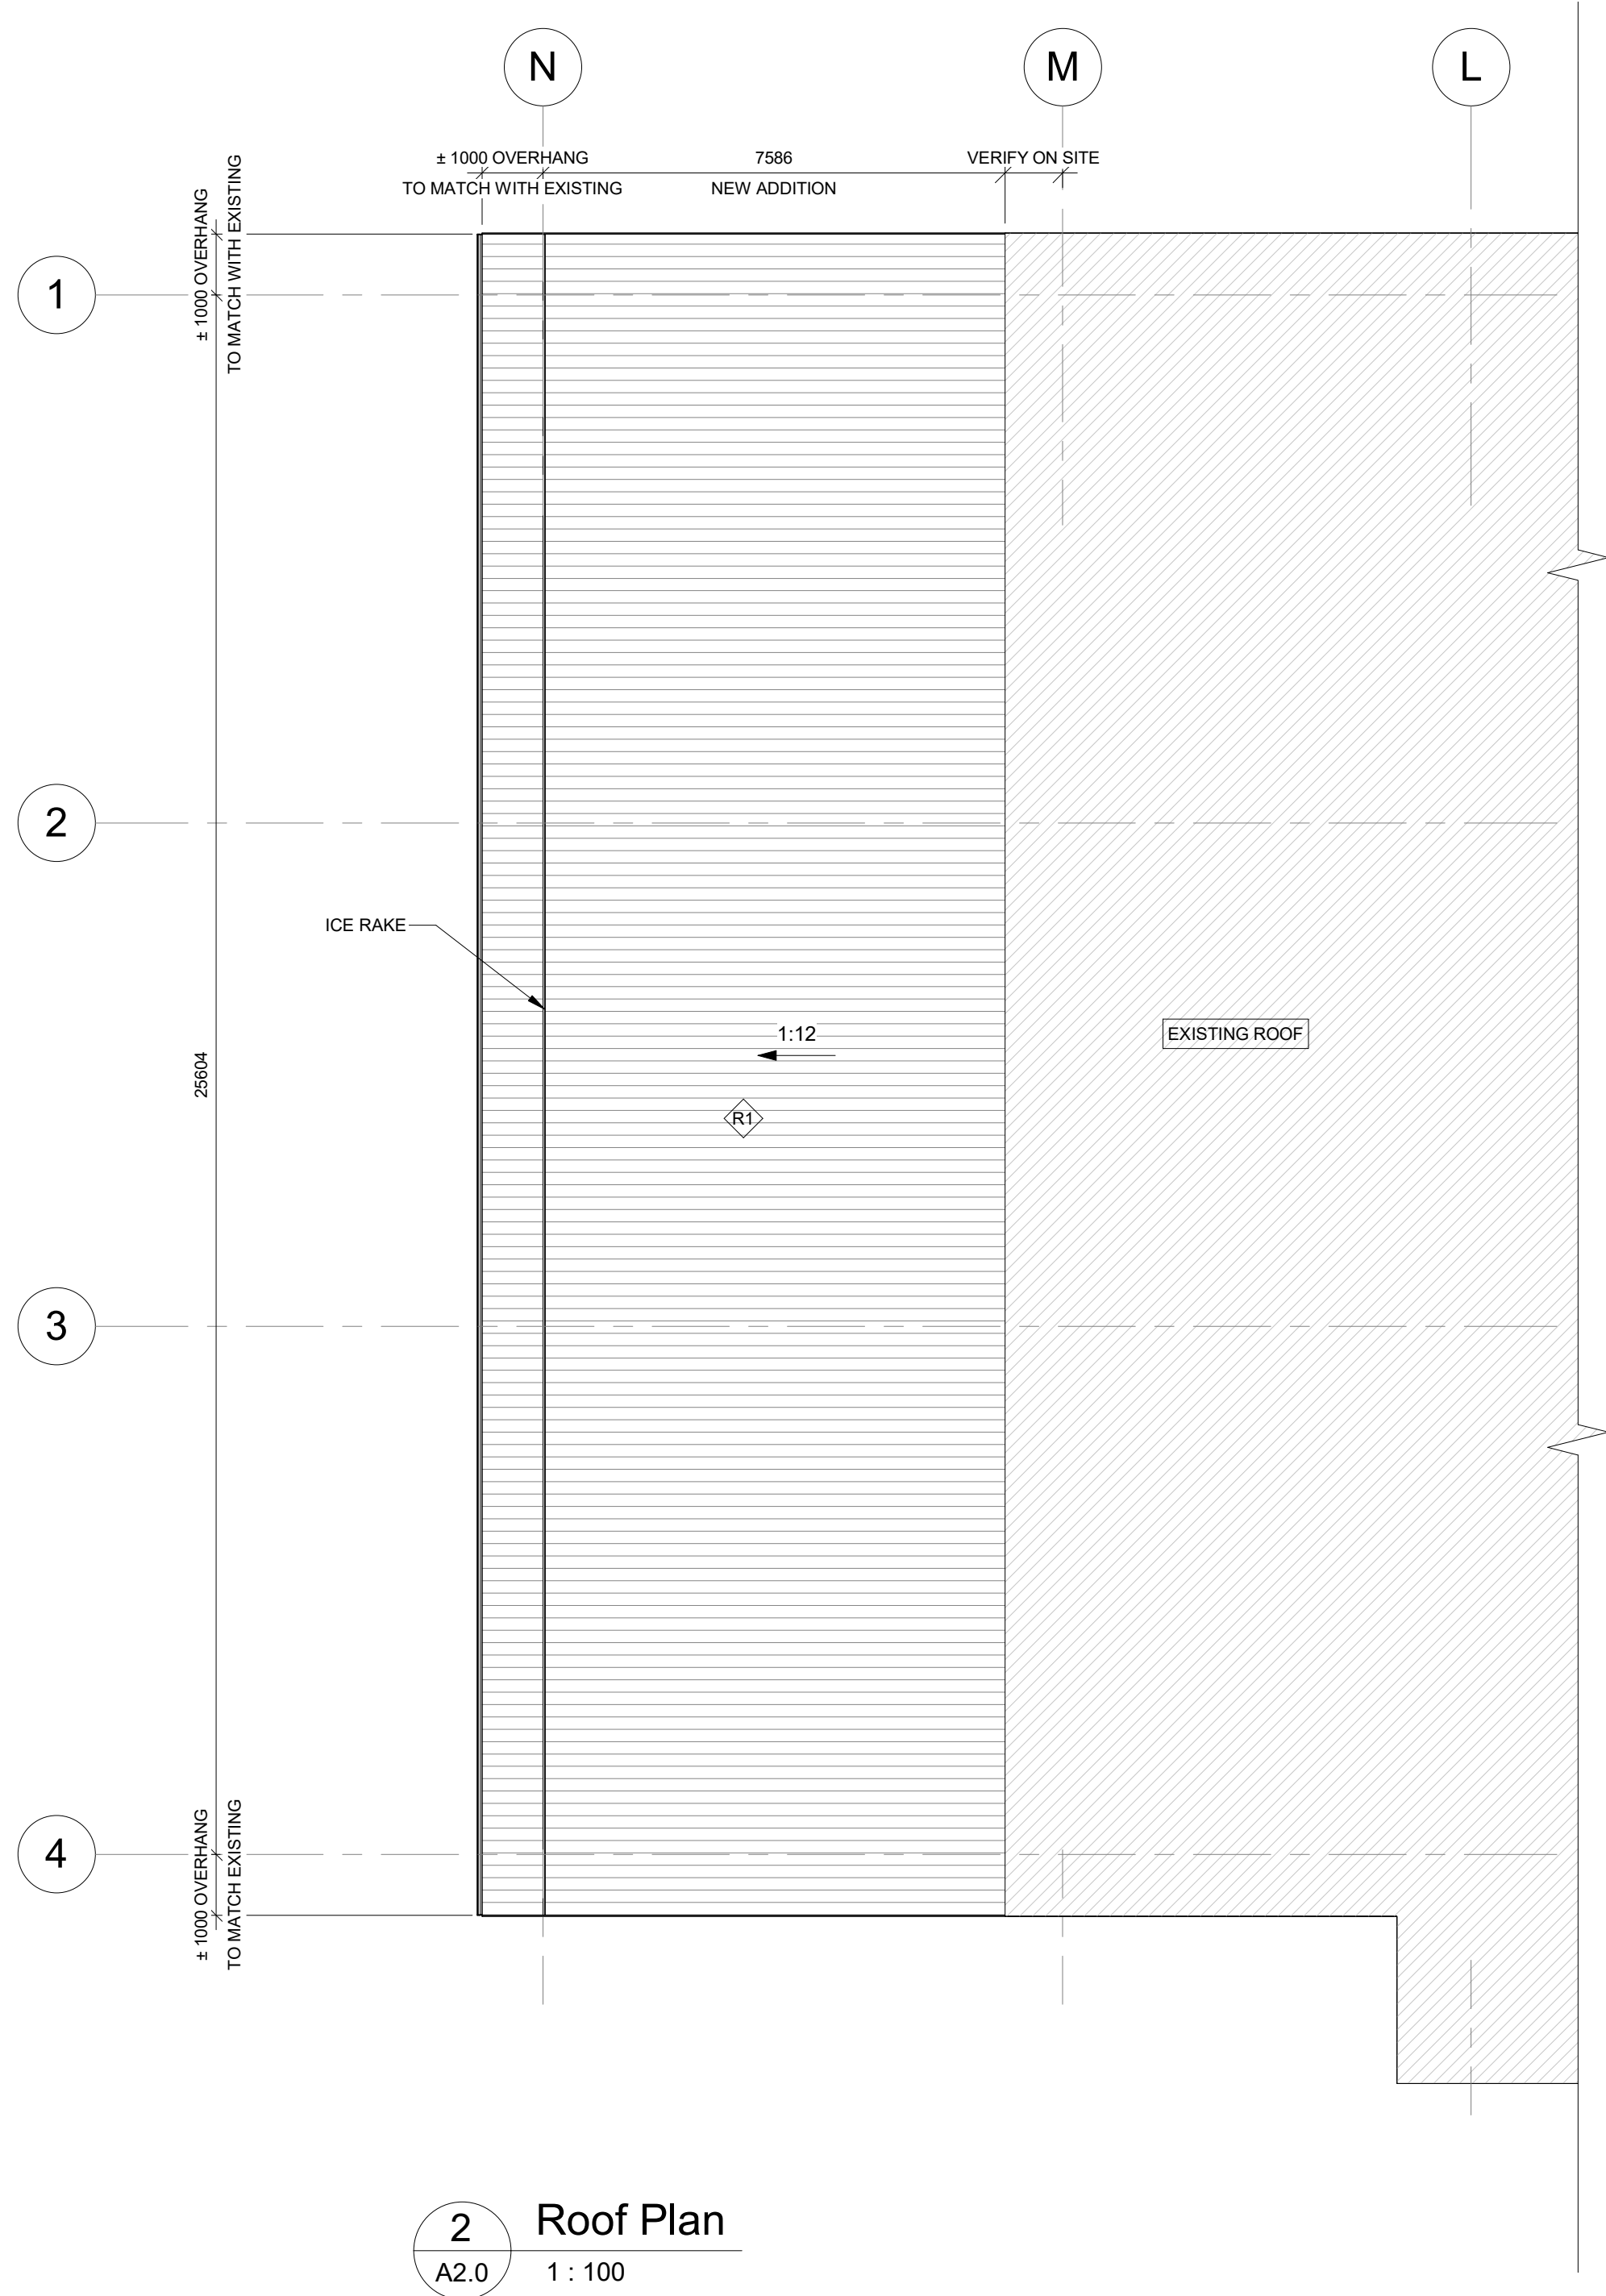 N
M
L
± 1000 OVERHANG
7586
VERIFY ON SITE
TO MATCH WITH EXISTING
NEW ADDITION
± 1000 OVERHANG
TO MATCH WITH EXISTING
1
2
ICE RAKE
1:12
EXISTING ROOF
25604
R1
3
4
± 1000 OVERHANG
TO MATCH EXISTING
2
Roof Plan
A2.0
1 : 100